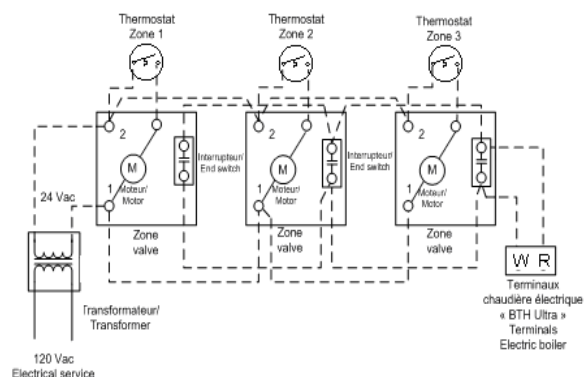 Thermostat
Zone 1
Thermostat
Zone 2
Thermostat
Zone 3
2
M
Moteur/
Motor
1
Interrupteur/
End switch
2
M
Moteur/
Motor
1
Interrupteur/
End switch
2
M
Moteur/
Motor
1
24 Vac
Zone
valve
Zone
valve
Zone
valve
W R
Transformateur/
Transformer
Terminaux
chaudière électrique
« BTH Ultra »
Terminals
Electric boiler
120 Vac
Electrical service